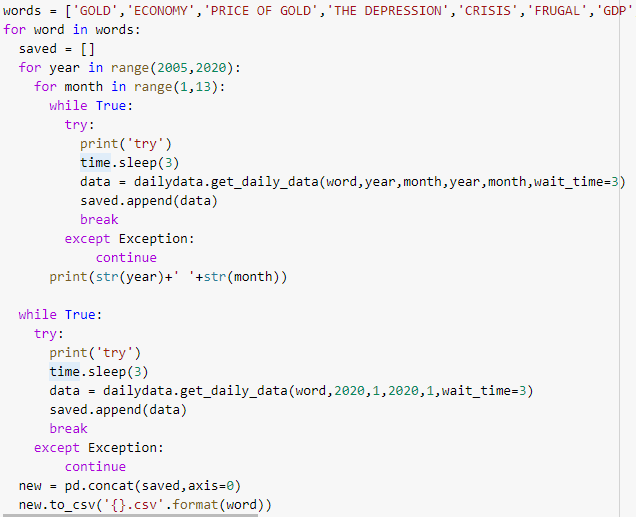 words = ['GOLD','ECONOMY','PRICE OF GOLD','THE DEPRESSION','CRISIS','FRUGAL','GDP'
for word in words:
  saved = []
  for year in range(2005,2020):
    for month in range(1,13):
      while True:
        try:
          print('try')
          time.sleep(3)
          data = dailydata.get_daily_data(word,year,month,year,month,wait_time=3)
          saved.append(data)
          break
        except Exception:
            continue
      print(str(year)+' '+str(month))

  while True:
    try:
      print('try')
      time.sleep(3)
      data = dailydata.get_daily_data(word,2020,1,2020,1,wait_time=3)
      saved.append(data)
      break
    except Exception:
        continue
  new = pd.concat(saved,axis=0)
  new.to_csv('{}.csv'.format(word))